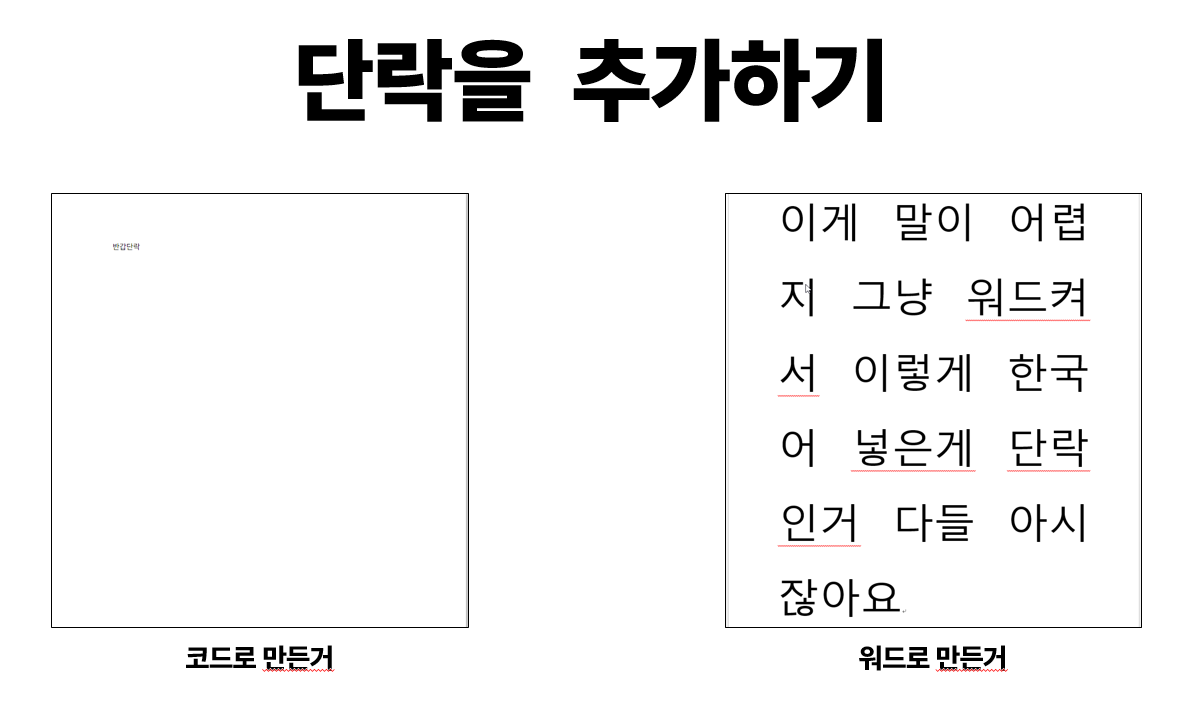 단락을 추가하기
반갑단락
이게 말이 어렵
지 그냥 워드켜
서 이렇게 한국
어 넣은게 단락
인거 다들 아시
잖아요
코드로 만든거
워드로 만든거